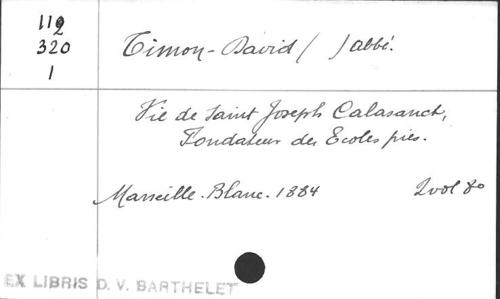 112
320
1
Timon-David / J abbé.
Vie de Saint Joseph Calasanct,
Fondateur des Ecoles pies.
Marseille. Blanc. 1884 2 vol 8o
EX LIBRIS D. V. BARTHELET